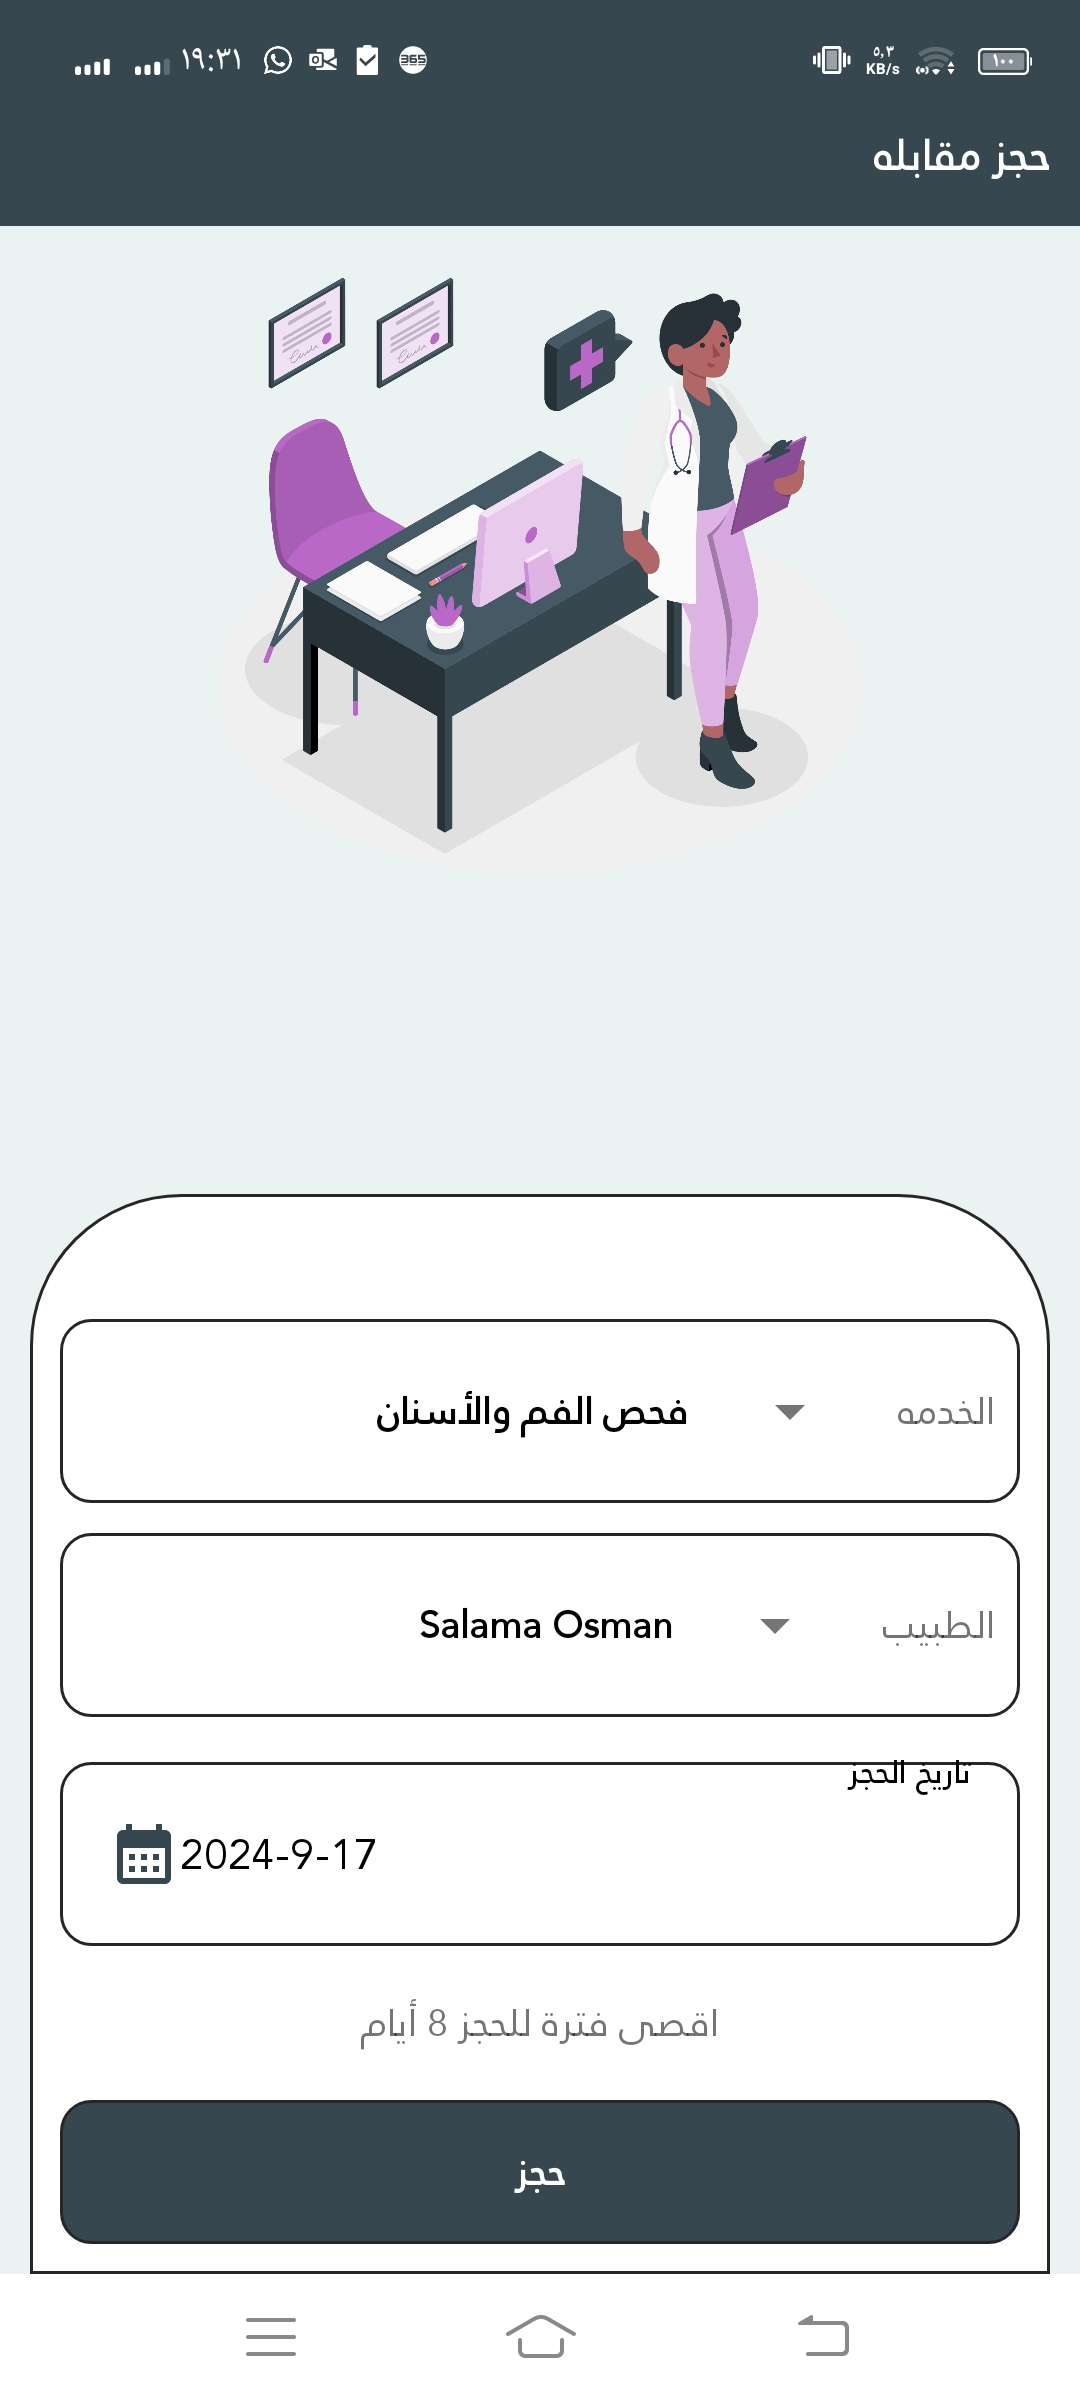 ١٩:٣١
365
٥,٣
KB/s
١٠٠
حجز مقابله
الخدمه
فحص الفم والأسنان
الطبيب
Salama Osman
تاريخ الحجز
2024-9-17
اقصى فترة للحجز 8 أيام
حجز